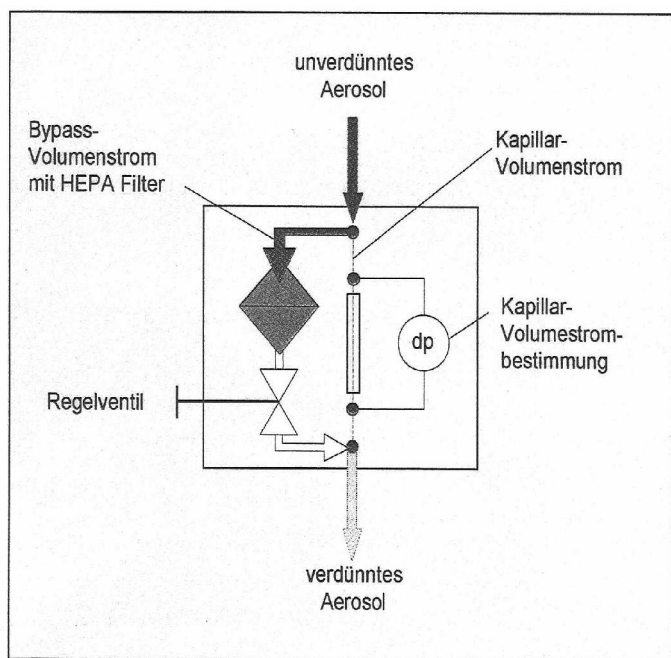 unverdünntes
Aerosol
Bypass-
Volumenstrom
mit HEPA Filter
Kapillar-
Volumenstrom
dp
Kapillar-
Volumestrom-
bestimmung
Regelventil
verdünntes
Aerosol